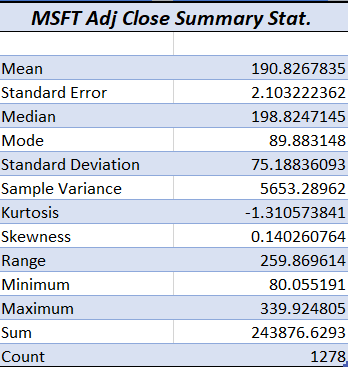 MSFT Adj Close Summary Stat.
Mean 190.8267835
Standard Error 2.103222362
Median 198.8247145
Mode 89.883148
Standard Deviation 75.18836093
Sample Variance 5653.28962
Kurtosis -1.310573841
Skewness 0.140260764
Range 259.869614
Minimum 80.055191
Maximum 339.924805
Sum 243876.6293
Count 1278